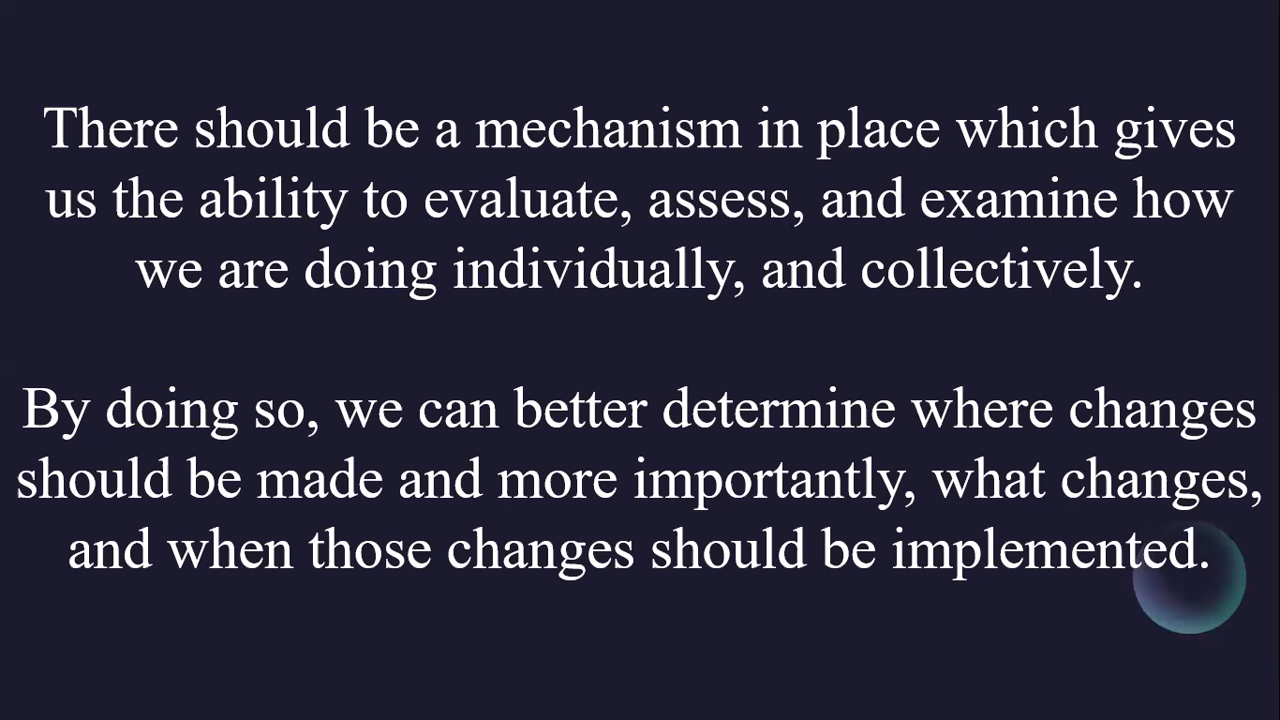 There should be a mechanism in place which gives
us the ability to evaluate, assess, and examine how
we are doing individually, and collectively.
By doing so, we can better determine where changes
should be made and more importantly, what changes,
and when those changes should be implemented.